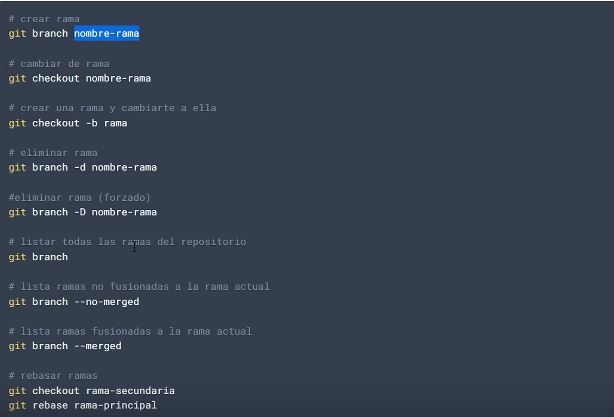 # crear rama
git branch nombre-rama
# cambiar de rama
git checkout nombre-rama
# crear una rama y cambiarte a ella
git checkout -b rama
# eliminar rama
git branch -d nombre-rama
#eliminar rama (forzado)
git branch -D nombre-rama
# listar todas las ramas del repositorio
git branch
# lista ramas no fusionadas a la rama actual
git branch --no-merged
# lista ramas fusionadas a la rama actual
git branch --merged
# rebasar ramas
git checkout rama-secundaria
git rebase rama-principal